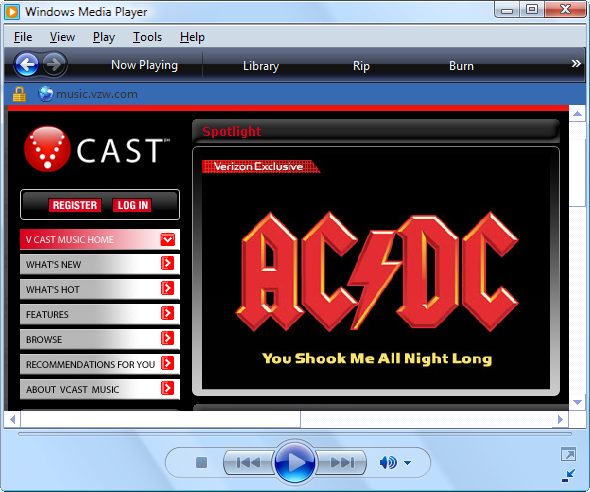 Windows Media Player
File View Play Tools Help
Now Playing Library Rip Burn »
music.vzw.com
V CAST SM
Spotlight
Verizon Exclusive
REGISTER LOG IN
V CAST MUSIC HOME
WHAT'S NEW
WHAT'S HOT
FEATURES
BROWSE
RECOMMENDATIONS FOR YOU
ABOUT VCAST MUSIC
AC DC
You Shook Me All Night Long